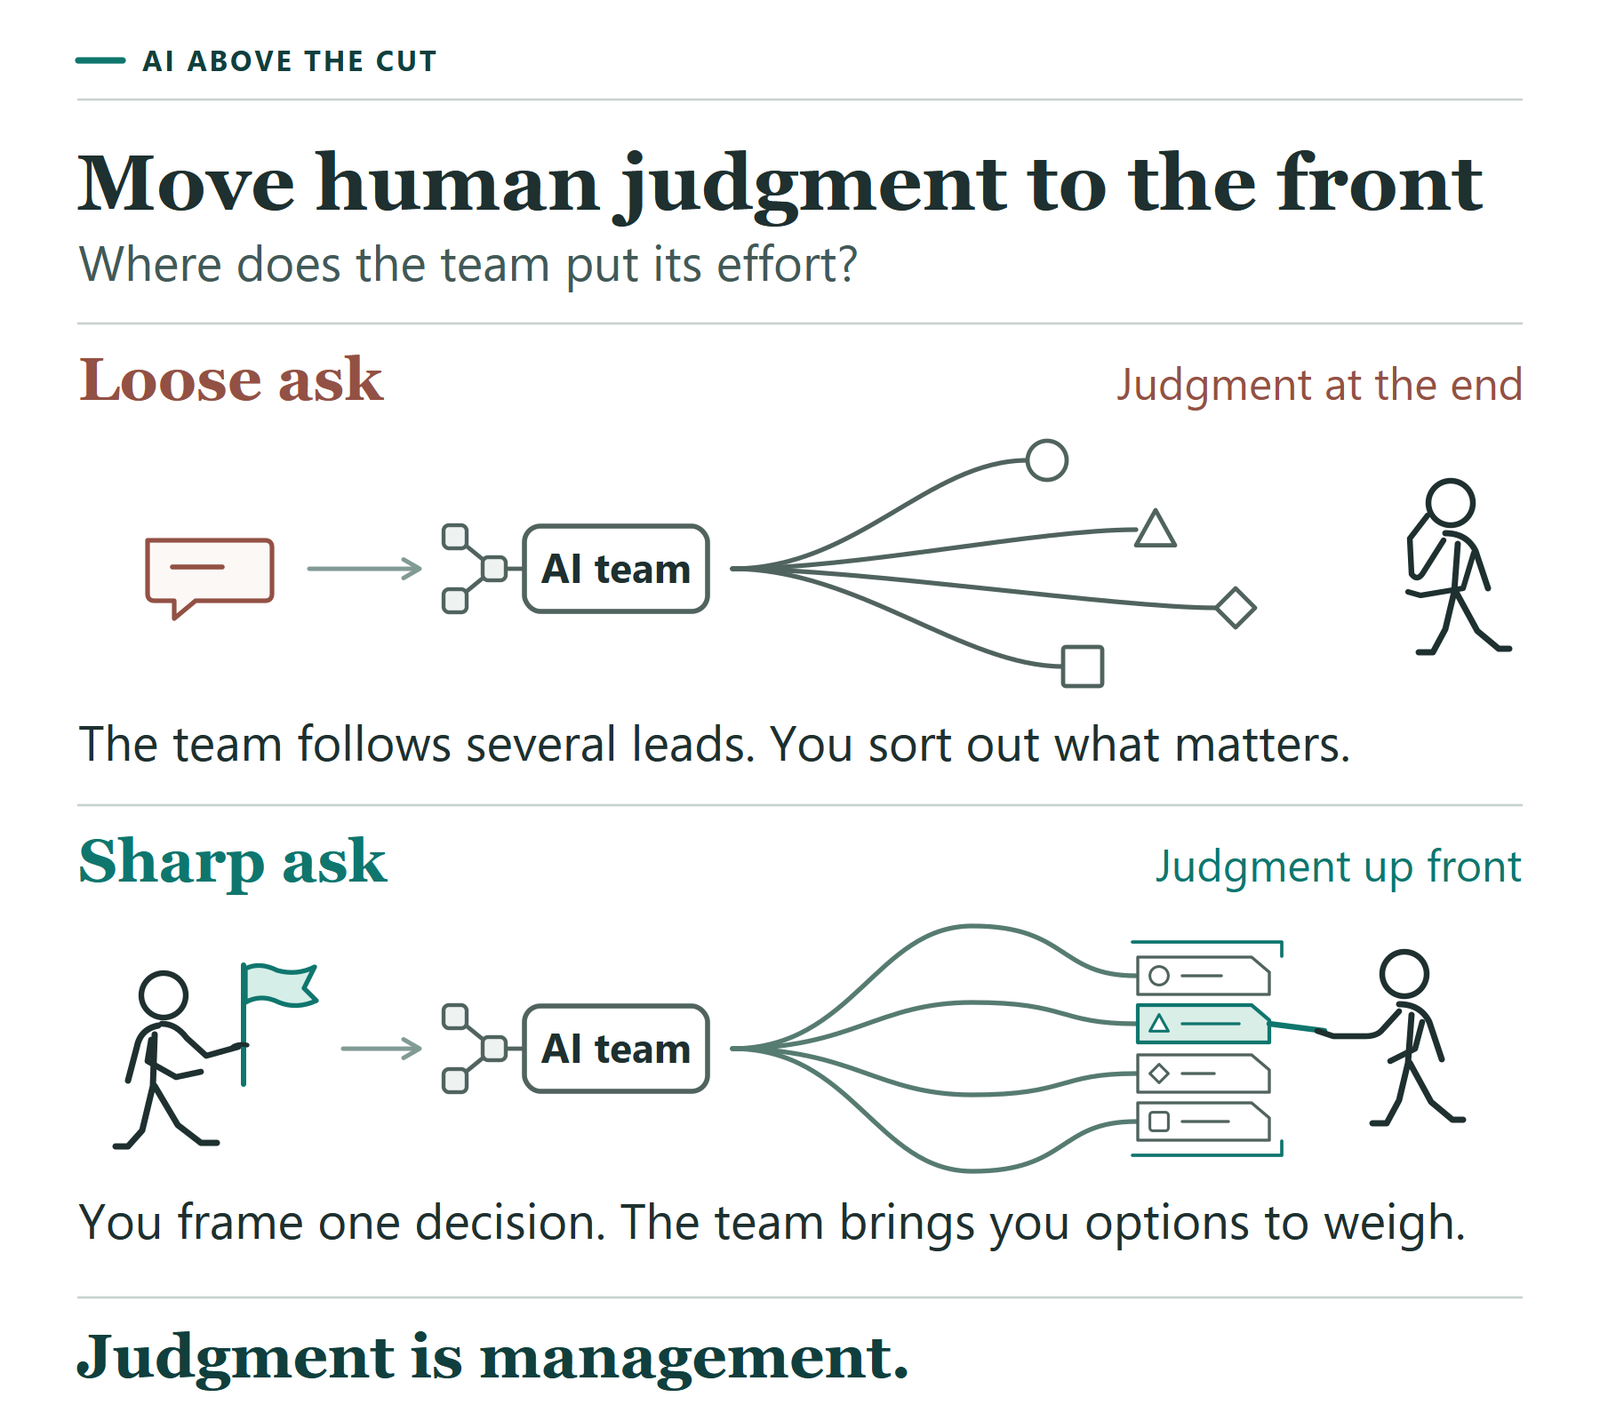 AI ABOVE THE CUT
Move human judgment to the front
Where does the team put its effort?
Loose ask
Judgment at the end
AI team
The team follows several leads. You sort out what matters.
Sharp ask
Judgment up front
AI team
You frame one decision. The team brings you options to weigh.
Judgment is management.